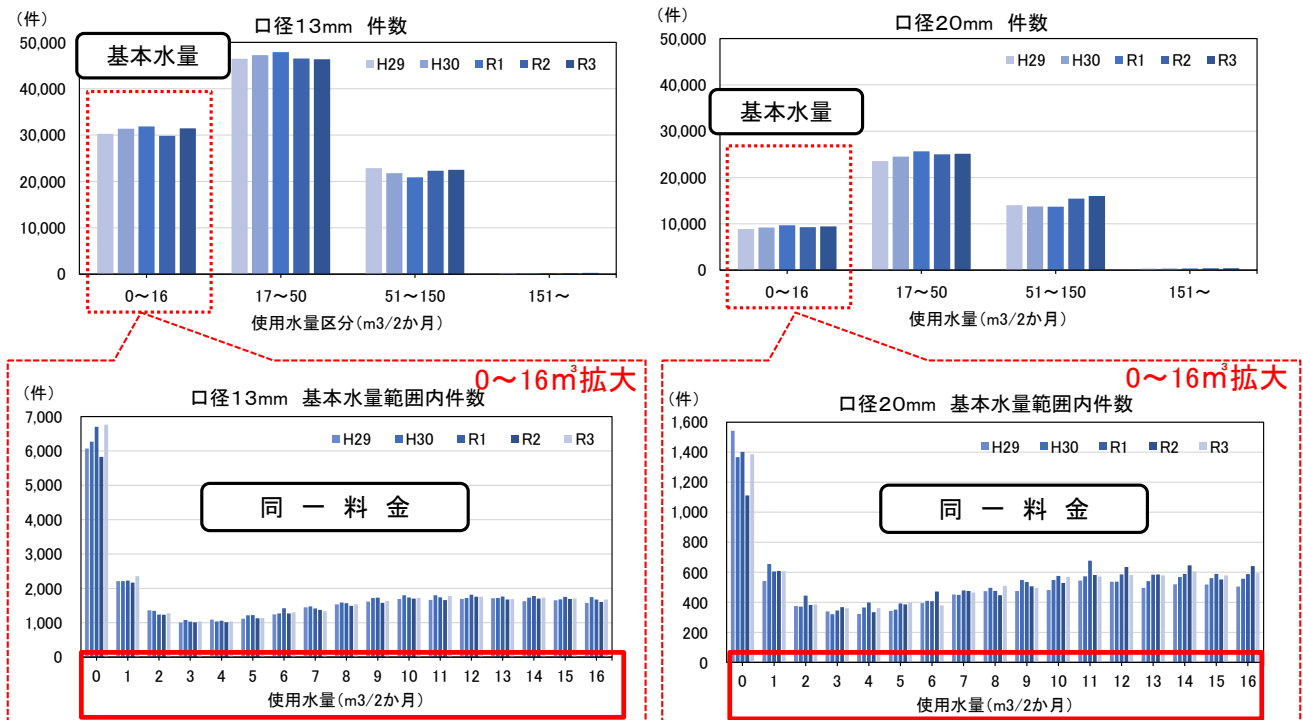 (件)
口径13mm 件数
50,000
40,000
30,000
20,000
10,000
0
基本水量
H29 H30 R1 R2 R3
0～16 17～50 51～150 151～
使用水量区分(m3/2か月)
(件)
口径20mm 件数
50,000
40,000
30,000
20,000
10,000
0
基本水量
H29 H30 R1 R2 R3
0～16 17～50 51～150 151～
使用水量(m3/2か月)
0～16㎥拡大
(件)
口径13mm 基本水量範囲内件数
7,000
6,000
5,000
4,000
3,000
2,000
1,000
0
H29 H30 R1 R2 R3
同一料金
0 1 2 3 4 5 6 7 8 9 10 11 12 13 14 15 16
使用水量(m3/2か月)
0～16㎥拡大
(件)
口径20mm 基本水量範囲内件数
1,600
1,400
1,200
1,000
800
600
400
200
0
H29 H30 R1 R2 R3
同一料金
0 1 2 3 4 5 6 7 8 9 10 11 12 13 14 15 16
使用水量(m3/2か月)